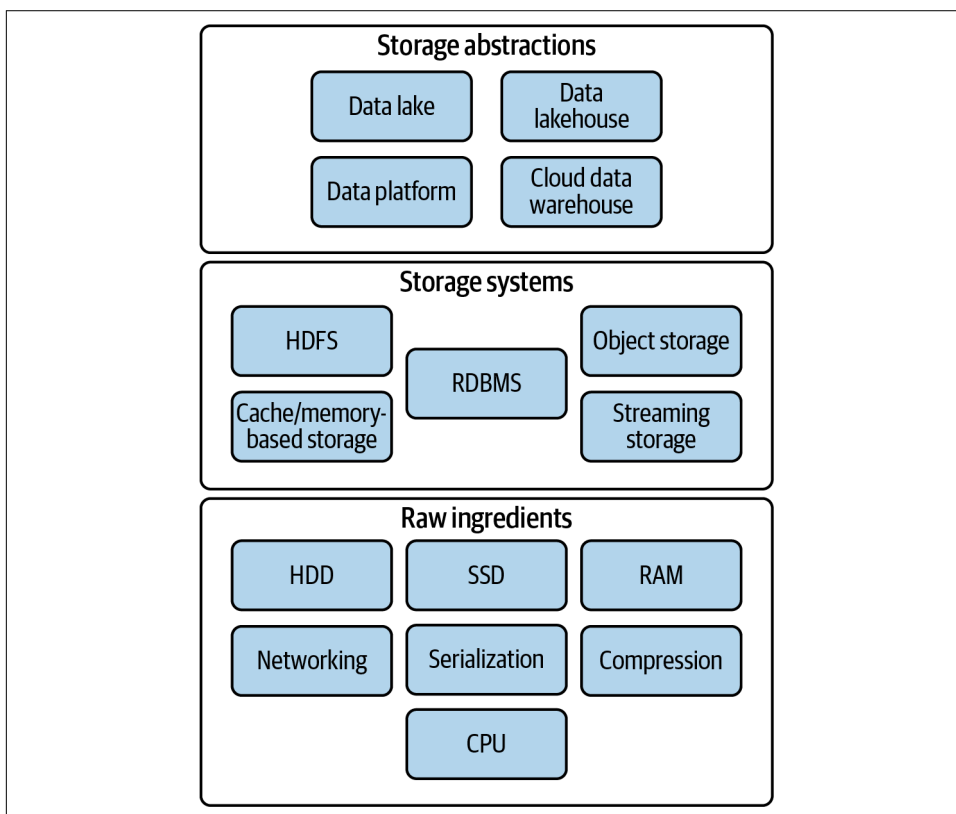 Storage abstractions
Data lake
Data
lakehouse
Data platform
Cloud data
warehouse
Storage systems
HDFS
Object storage
RDBMS
Cache/memory-
based storage
Streaming
storage
Raw ingredients
HDD
SSD
RAM
Networking
Serialization
Compression
CPU